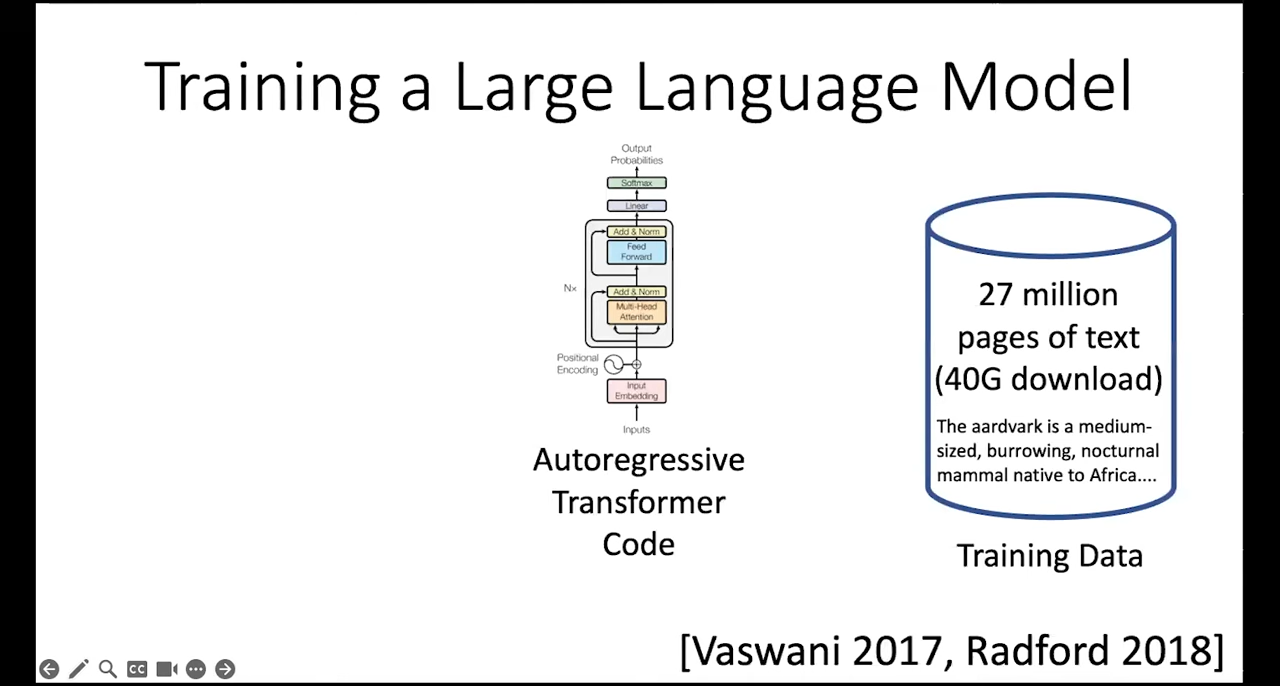 Training a Large Language Model
Output
Probabilities
Softmax
Linear
Add & Norm
Feed
Forward
Nx
Add & Norm
Multi-Head
Attention
Positional
Encoding
Input
Embedding
Inputs
Autoregressive
Transformer
Code
27 million
pages of text
(40G download)
The aardvark is a medium-
sized, burrowing, nocturnal
mammal native to Africa....
Training Data
[Vaswani 2017, Radford 2018]
CC